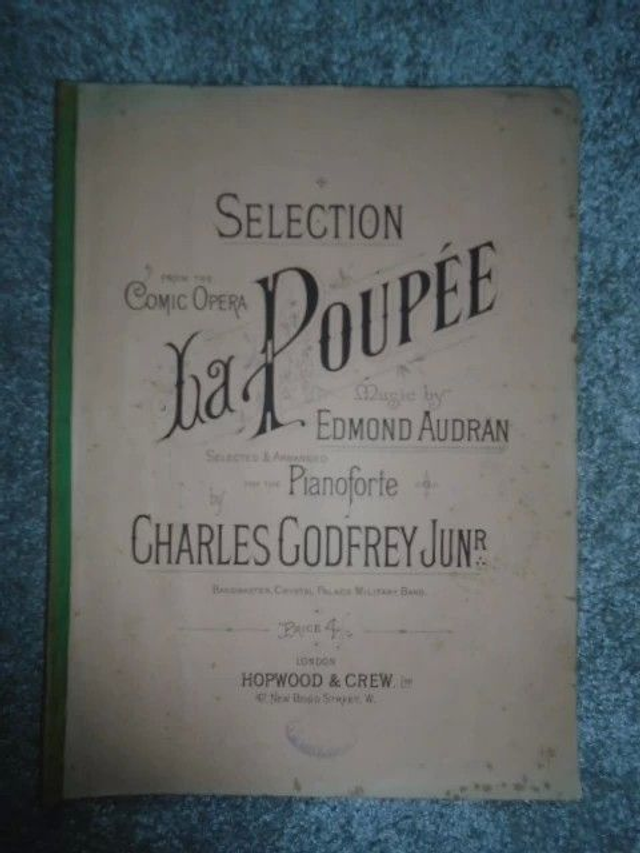 SELECTION
FROM THE
COMIC OPERA
La POUPÉE
Music by
EDMOND AUDRAN
SELECTED & ARRANGED
FOR THE Pianoforte
by
CHARLES GODFREY JUNR
BANDMASTER, CRYSTAL PALACE MILITARY BAND.
PRICE 4
LONDON
HOPWOOD & CREW. LTD
42, NEW BOND STREET, W.